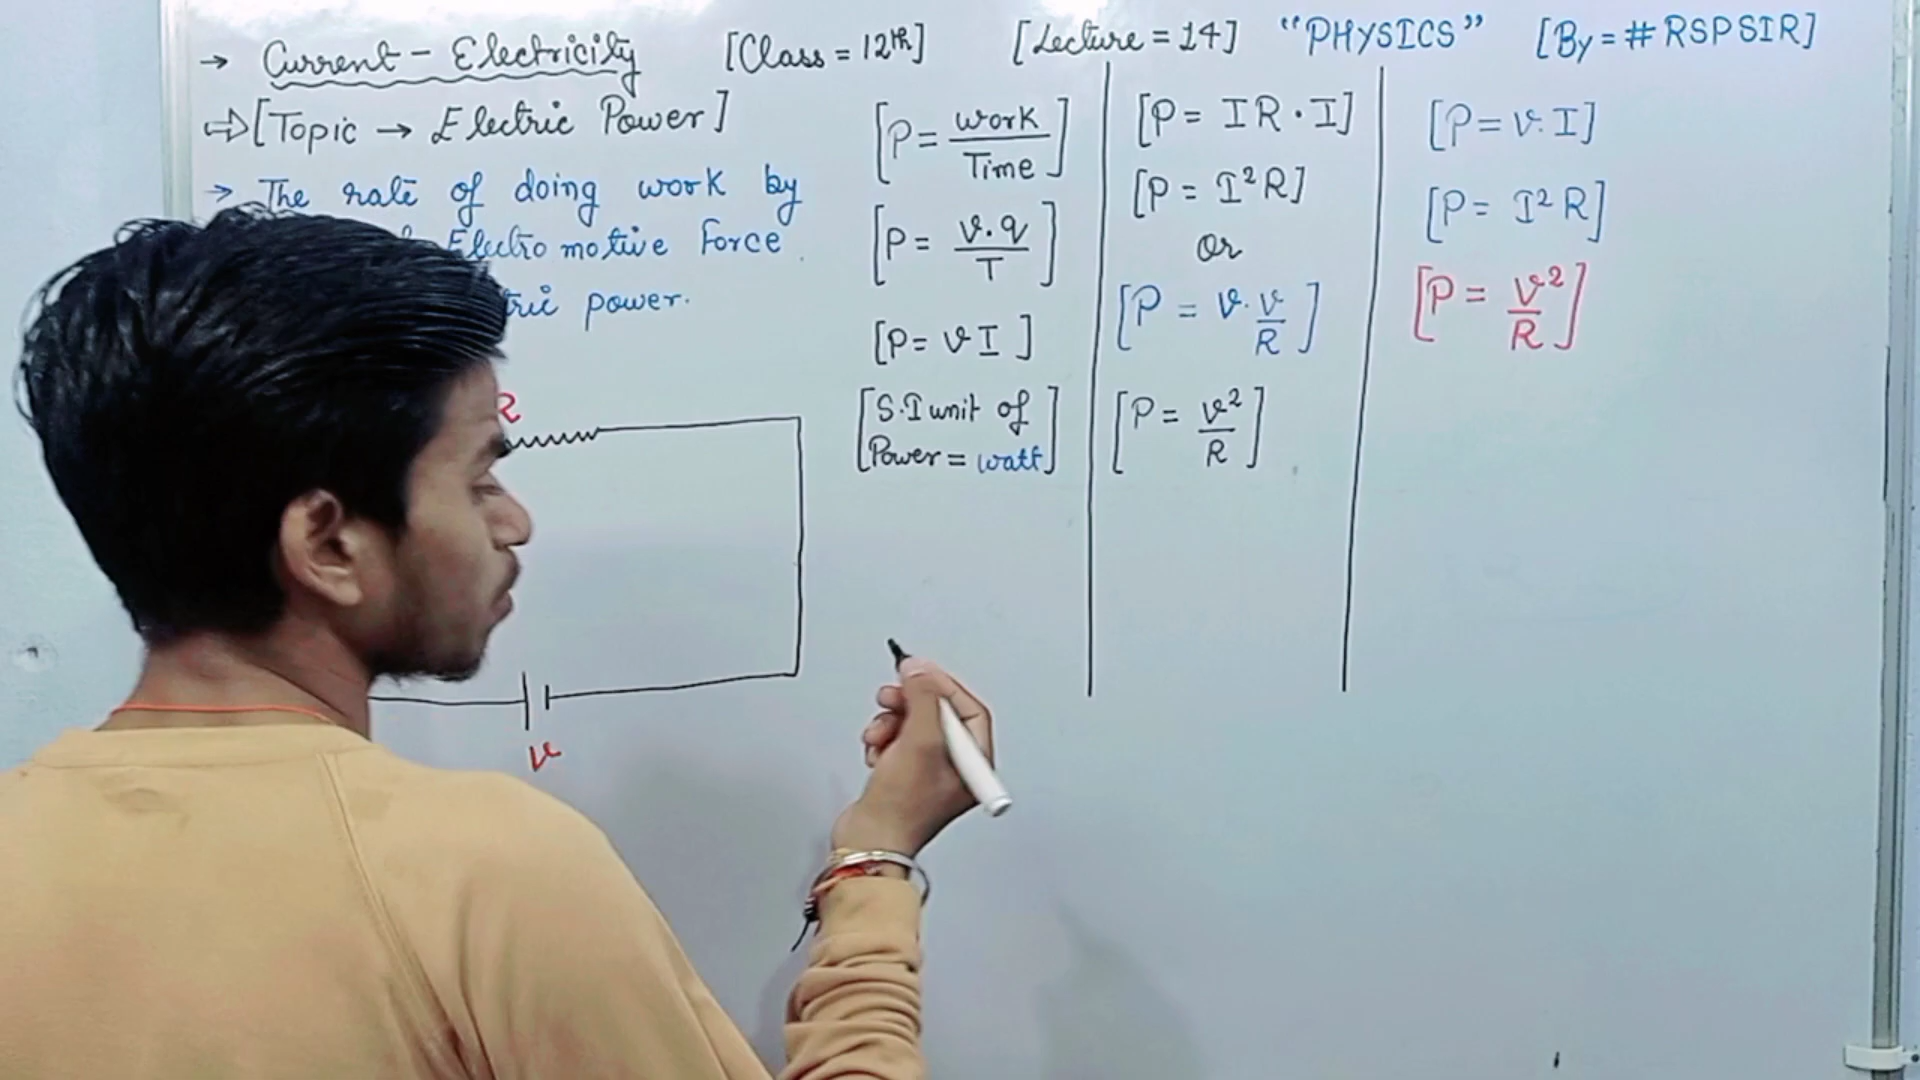 → Current - Electricity [Class = 12th] [Lecture = 14] "PHYSICS" [By = # RSPSIR]
⇒ [Topic → Electric Power]
→ The rate of doing work by
Electro motive Force
power.
R
V
[P = work/Time]
[P = V.q/T]
[P = VI]
[S.I unit of
Power = watt]
[P = IR · I]
[P = I²R]
Or
[P = V.V/R]
[P = V²/R]
[P = V.I]
[P = I²R]
[P = V²/R]